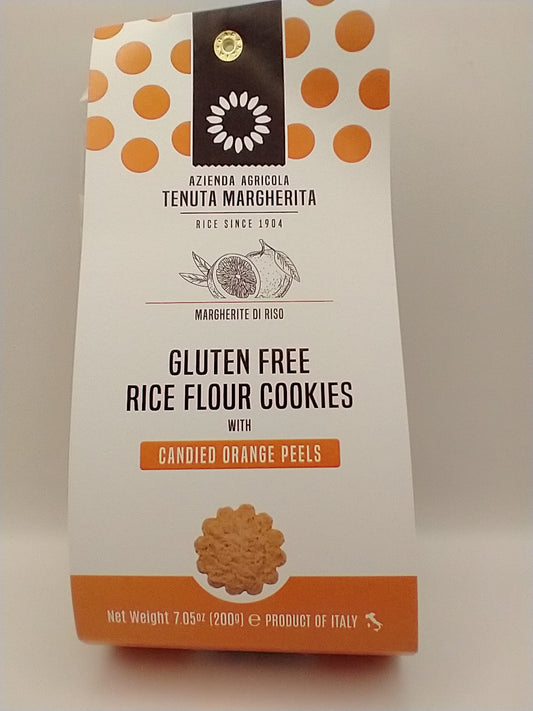 AZIENDA AGRICOLA
TENUTA MARGHERITA
RICE SINCE 1904
MARGHERITE DI RISO
GLUTEN FREE
RICE FLOUR COOKIES
WITH
CANDIED ORANGE PEELS
Net Weight 7.05oz (200g) ℮ PRODUCT OF ITALY